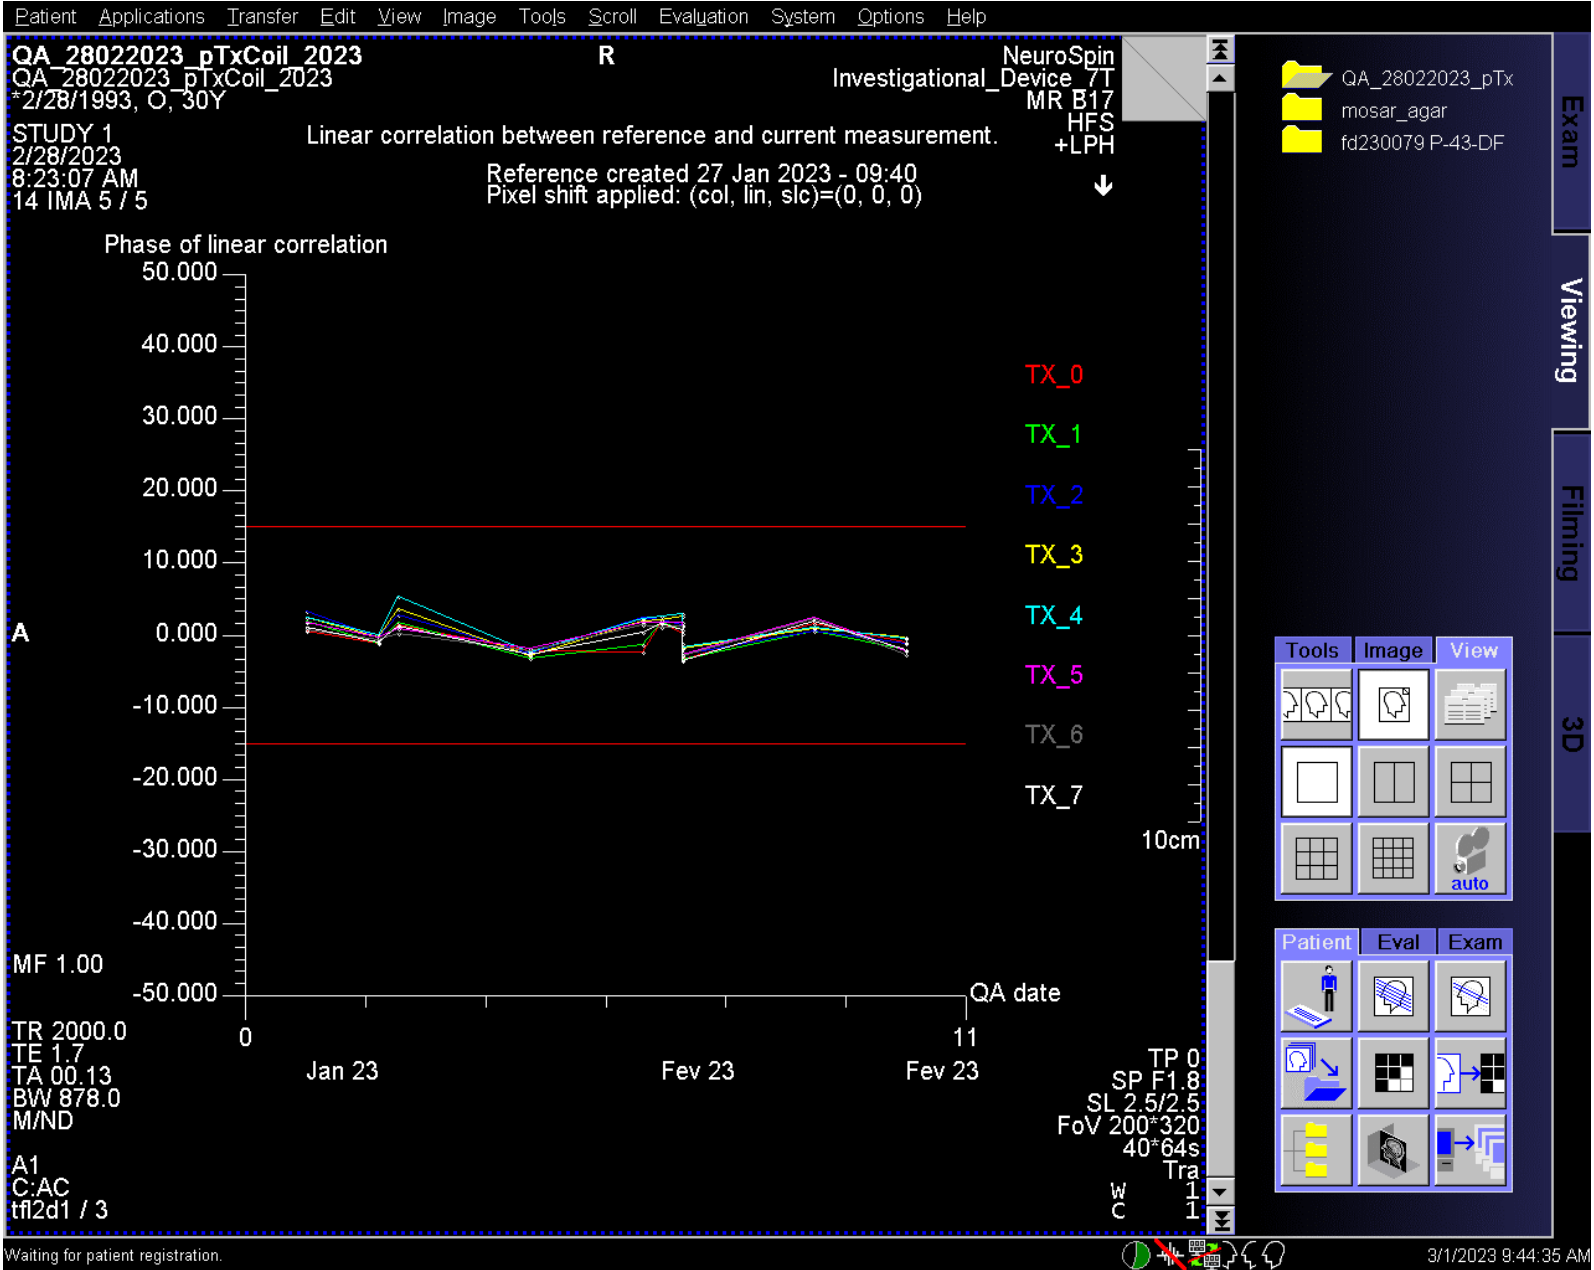 Patient Applications Transfer Edit View Image Tools Scroll Evaluation System Options Help
QA_28022023_pTxCoil_2023
QA_28022023_pTxCoil_2023
*2/28/1993, O, 30Y
STUDY 1
2/28/2023
8:23:07 AM
14 IMA 5 / 5
R
NeuroSpin
Investigational_Device_7T
MR B17
HFS
+LPH
Linear correlation between reference and current measurement.
Reference created 27 Jan 2023 - 09:40
Pixel shift applied: (col, lin, slc)=(0, 0, 0)
Phase of linear correlation
50.000
40.000
30.000
20.000
10.000
0.000
-10.000
-20.000
-30.000
-40.000
-50.000
A
TX_0
TX_1
TX_2
TX_3
TX_4
TX_5
TX_6
TX_7
10cm
QA date
0
11
Jan 23
Fev 23
Fev 23
MF 1.00
TR 2000.0
TE 1.7
TA 00.13
BW 878.0
M/ND
A1
C:AC
tfl2d1 / 3
TP 0
SP F1.8
SL 2.5/2.5
FoV 200*320
40*64s
Tra
W 1
C 1
QA_28022023_pTx
mosar_agar
fd230079 P-43-DF
Exam
Viewing
Filming
3D
Tools Image View
auto
Patient Eval Exam
Waiting for patient registration.
3/1/2023 9:44:35 AM